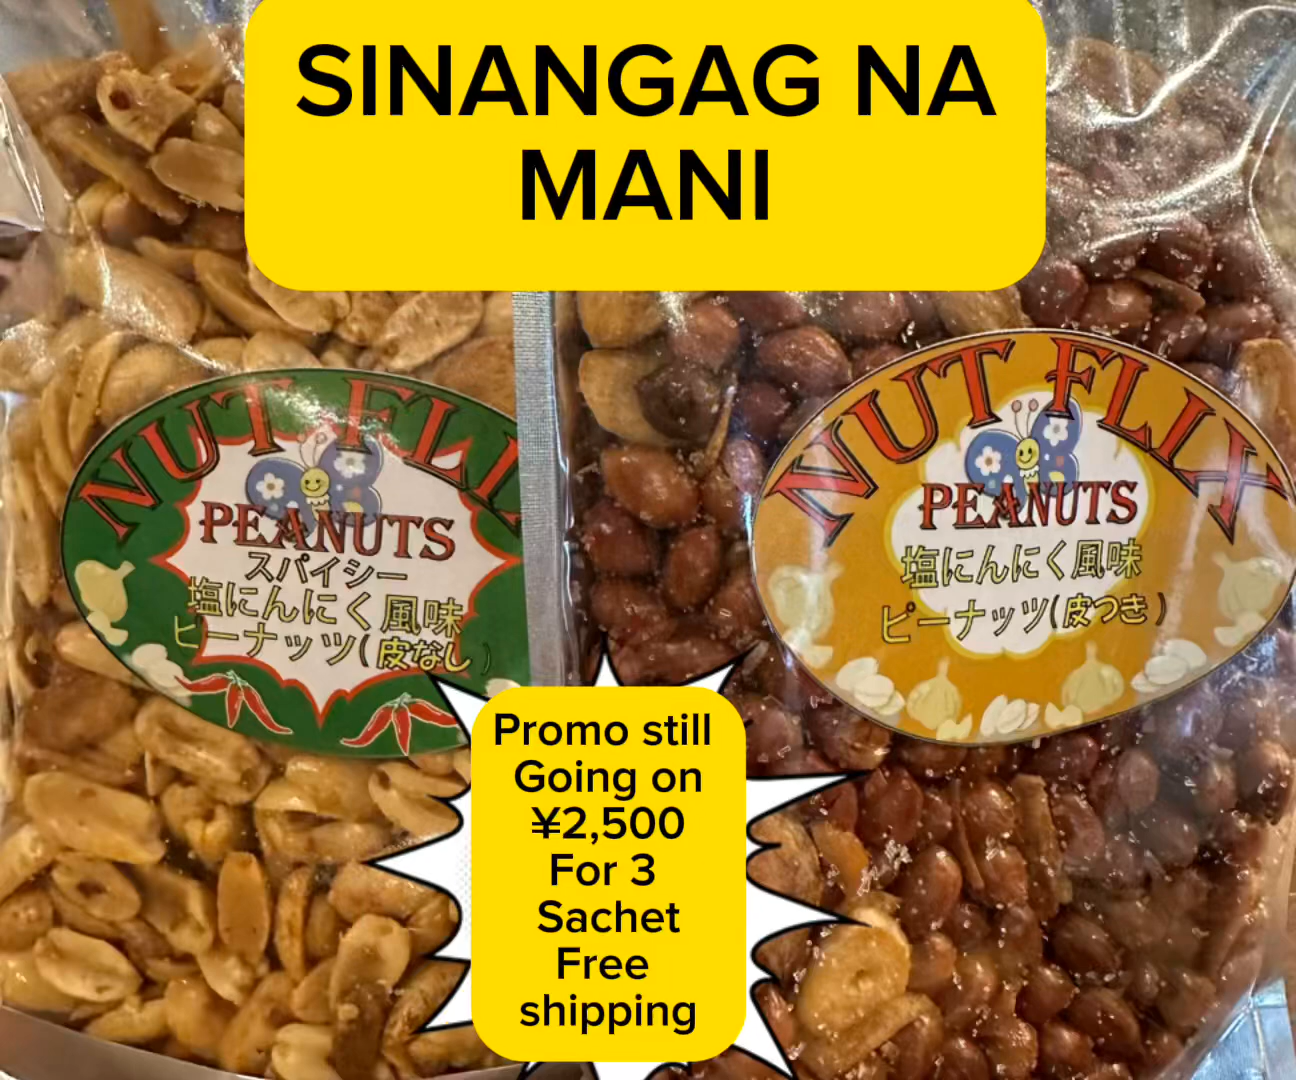 SINANGAG NA
MANI
NUT FLI
PEANUTS
スパイシー
塩にんにく風味
ピーナッツ(皮なし)
NUT FLIX
PEANUTS
塩にんにく風味
ピーナッツ(皮つき)
Promo still
Going on
¥2,500
For 3
Sachet
Free
shipping